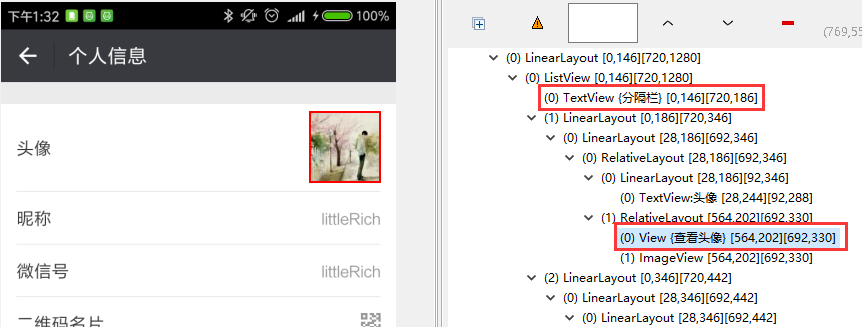 下午1:32
100%
个人信息
头像
昵称
littleRich
微信号
littleRich
二维码名片
(769,55
(0) LinearLayout [0,146][720,1280]
(0) ListView [0,146][720,1280]
(0) TextView {分隔栏} [0,146][720,186]
(1) LinearLayout [0,186][720,346]
(0) LinearLayout [28,186][692,346]
(0) RelativeLayout [28,186][692,346]
(0) LinearLayout [28,186][92,346]
(0) TextView:头像 [28,244][92,288]
(1) RelativeLayout [564,202][692,330]
(0) View {查看头像} [564,202][692,330]
(1) ImageView [564,202][692,330]
(2) LinearLayout [0,346][720,442]
(0) LinearLayout [28,346][692,442]
(0) LinearLayout [28,346][692,442]